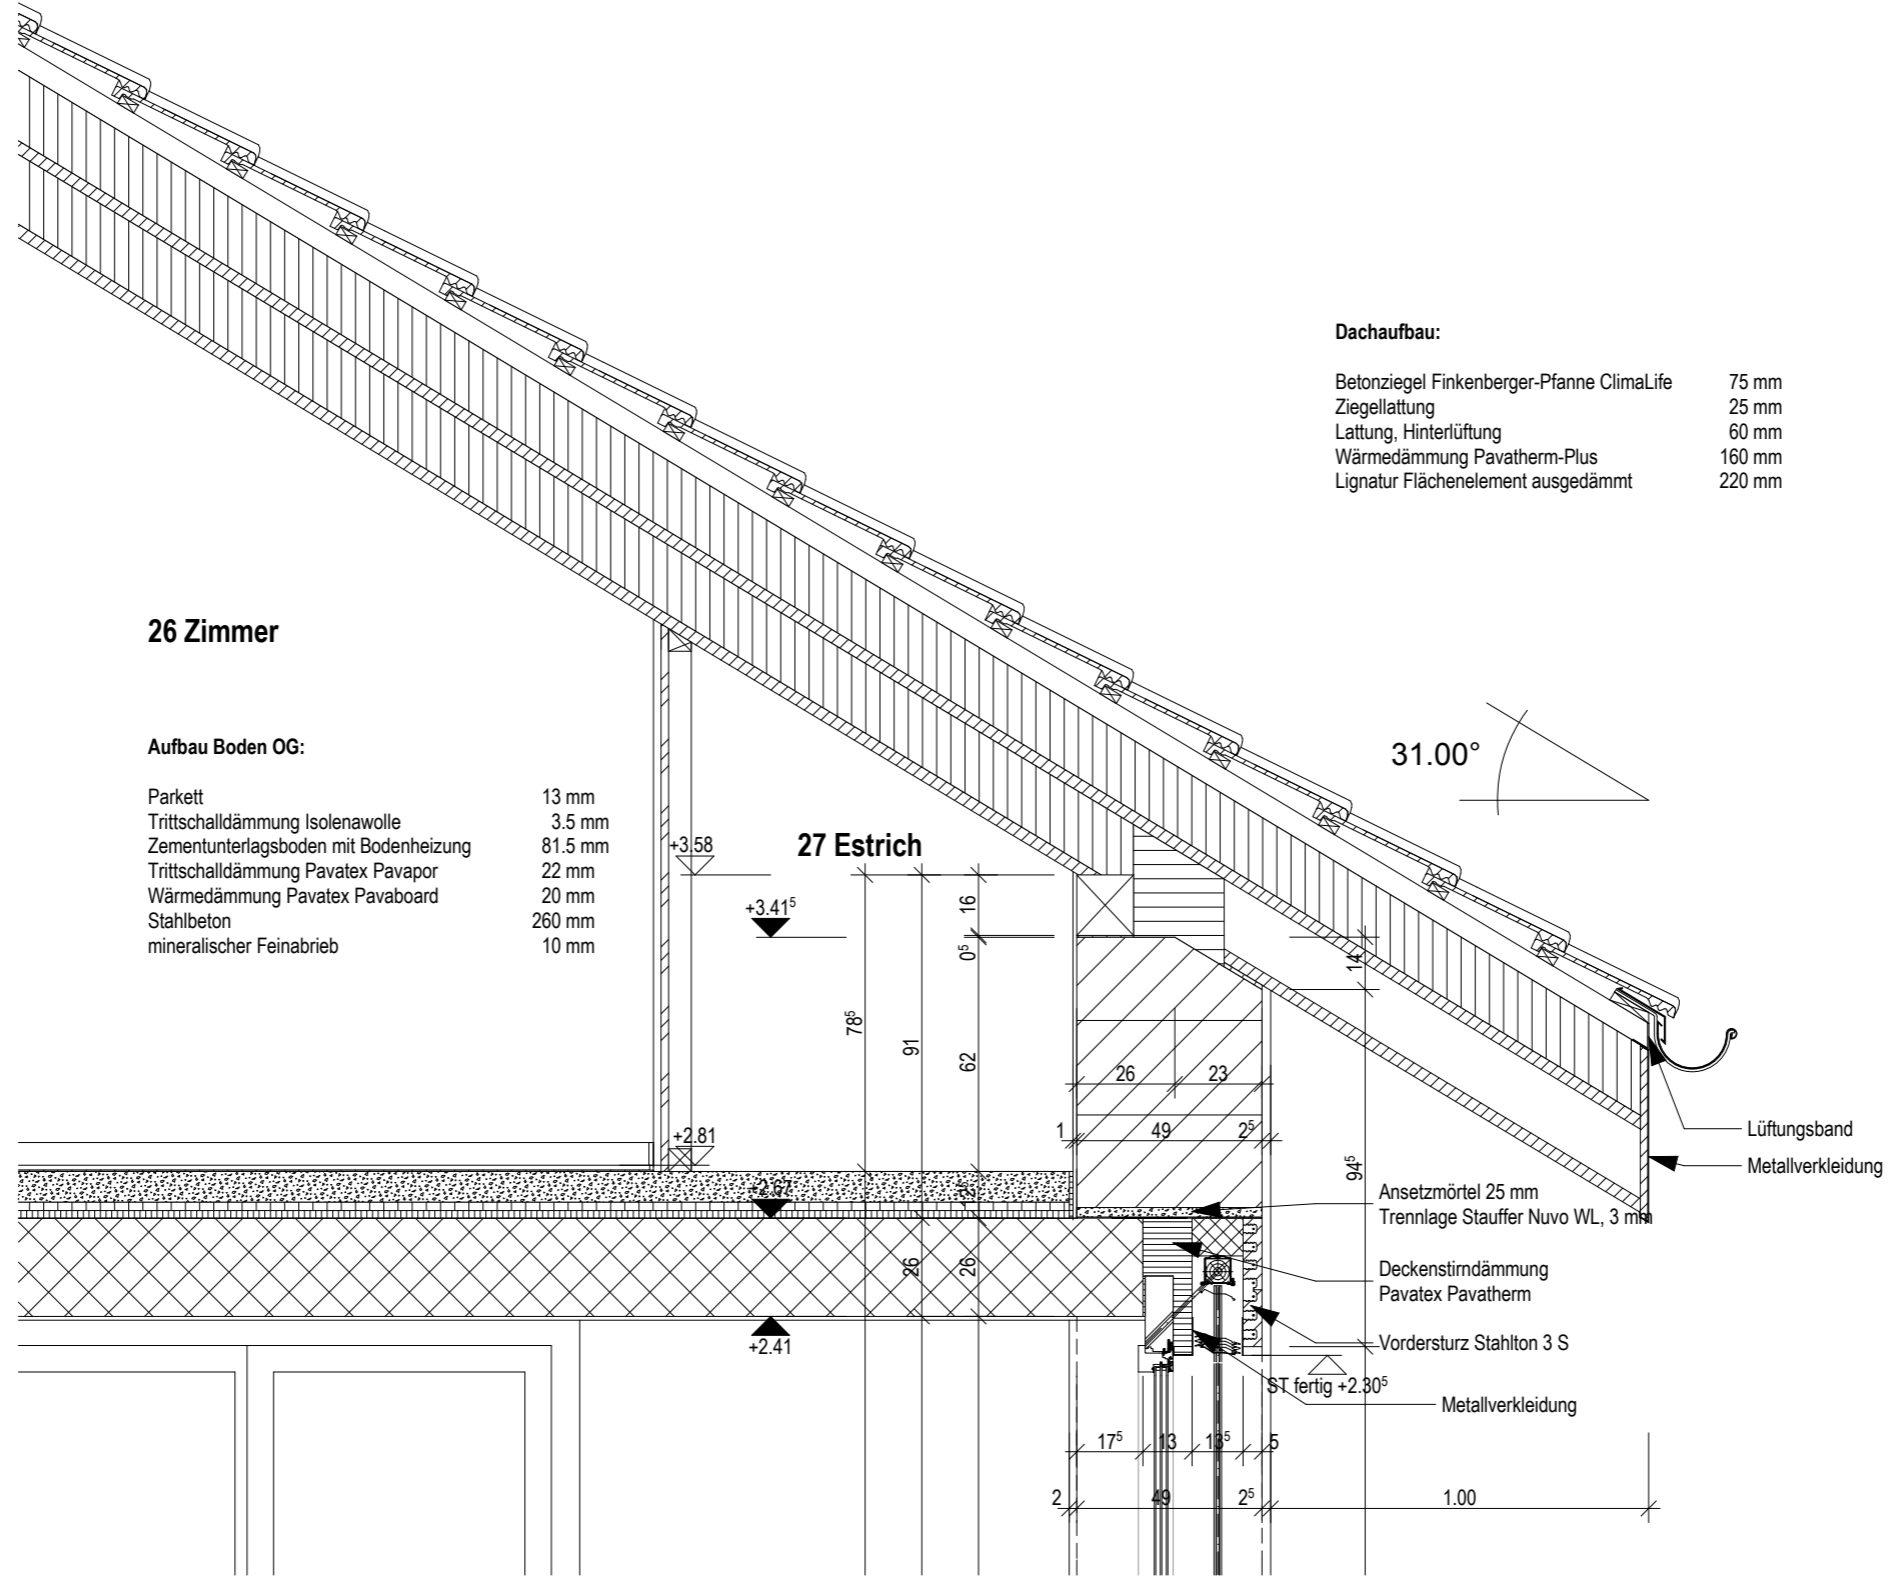 Dachaufbau:
Betonziegel Finkenberger-Pfanne ClimaLife 75 mm
Ziegellattung 25 mm
Lattung, Hinterlüftung 60 mm
Wärmedämmung Pavatherm-Plus 160 mm
Lignatur Flächenelement ausgedämmt 220 mm
26 Zimmer
Aufbau Boden OG:
Parkett 13 mm
Trittschalldämmung Isolenawolle 3.5 mm
Zementunterlagsboden mit Bodenheizung 81.5 mm
Trittschalldämmung Pavatex Pavapor 22 mm
Wärmedämmung Pavatex Pavaboard 20 mm
Stahlbeton 260 mm
mineralischer Feinabrieb 10 mm
31.00°
27 Estrich
+3.58
+3.41⁵
16
0⁵
14
78⁵
91
62
26 23
1 49 2⁵
+2.81
94⁵
Lüftungsband
Metallverkleidung
+2.67
Ansetzmörtel 25 mm
Trennlage Stauffer Nuvo WL, 3 mm
26
26
Deckenstirndämmung
Pavatex Pavatherm
Vordersturz Stahlton 3 S
+2.41
ST fertig +2.30⁵
Metallverkleidung
17⁵ 13 13⁵ 5
2 49 2⁵ 1.00